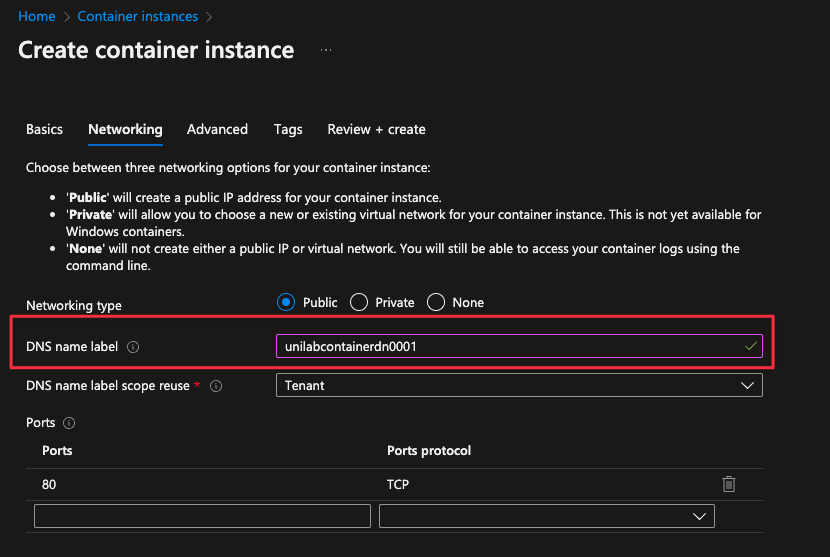 Home > Container instances >
Create container instance ...
Basics Networking Advanced Tags Review + create
Choose between three networking options for your container instance:
• 'Public' will create a public IP address for your container instance.
• 'Private' will allow you to choose a new or existing virtual network for your container instance. This is not yet available for
Windows containers.
• 'None' will not create either a public IP or virtual network. You will still be able to access your container logs using the
command line.
Networking type Public Private None
DNS name label unilabcontainerdn0001
DNS name label scope reuse * Tenant
Ports
Ports Ports protocol
80 TCP